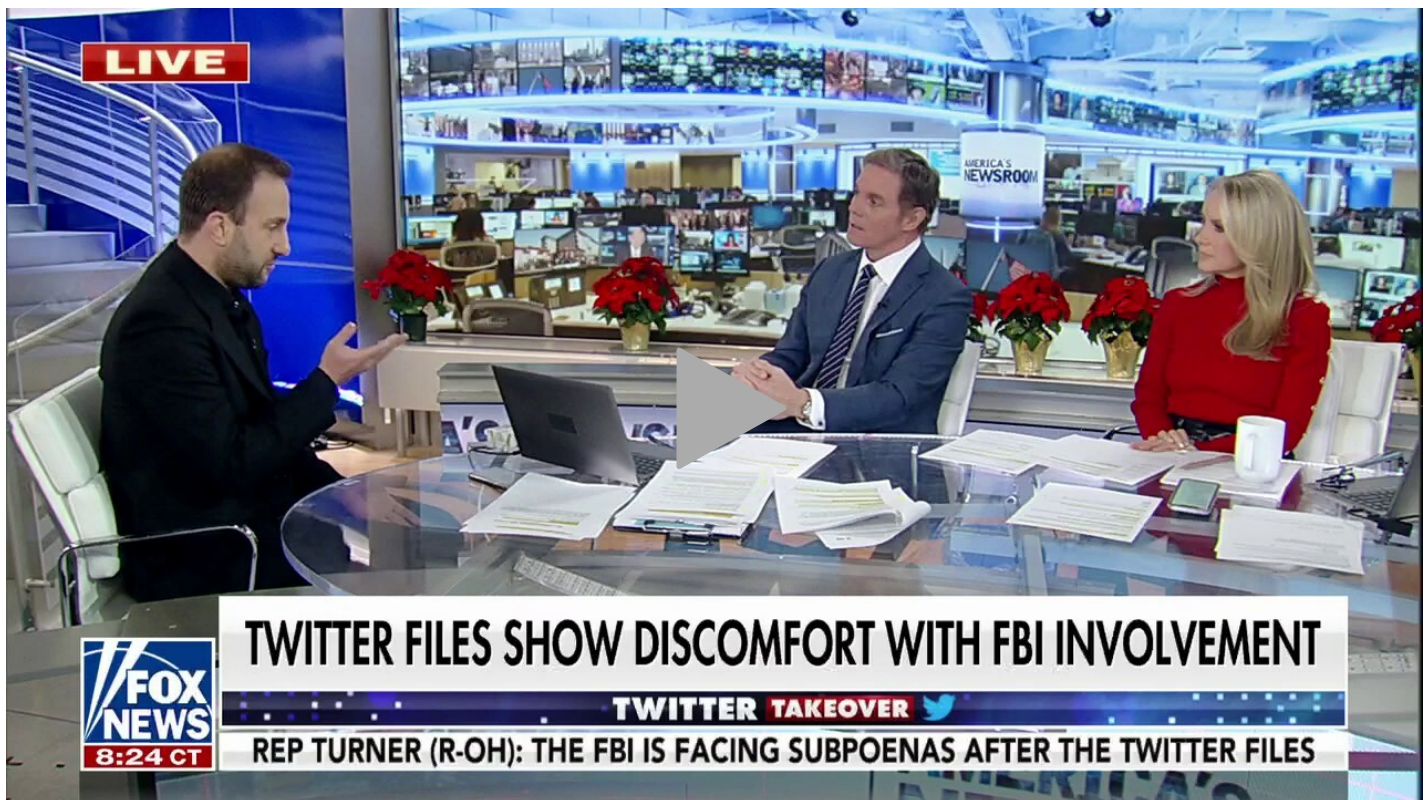 LIVE
AMERICA'S
NEWSROOM
TWITTER FILES SHOW DISCOMFORT WITH FBI INVOLVEMENT
TWITTER TAKEOVER
FOX
NEWS
8:24 CT
REP TURNER (R-OH): THE FBI IS FACING SUBPOENAS AFTER THE TWITTER FILES
AMERICA'S